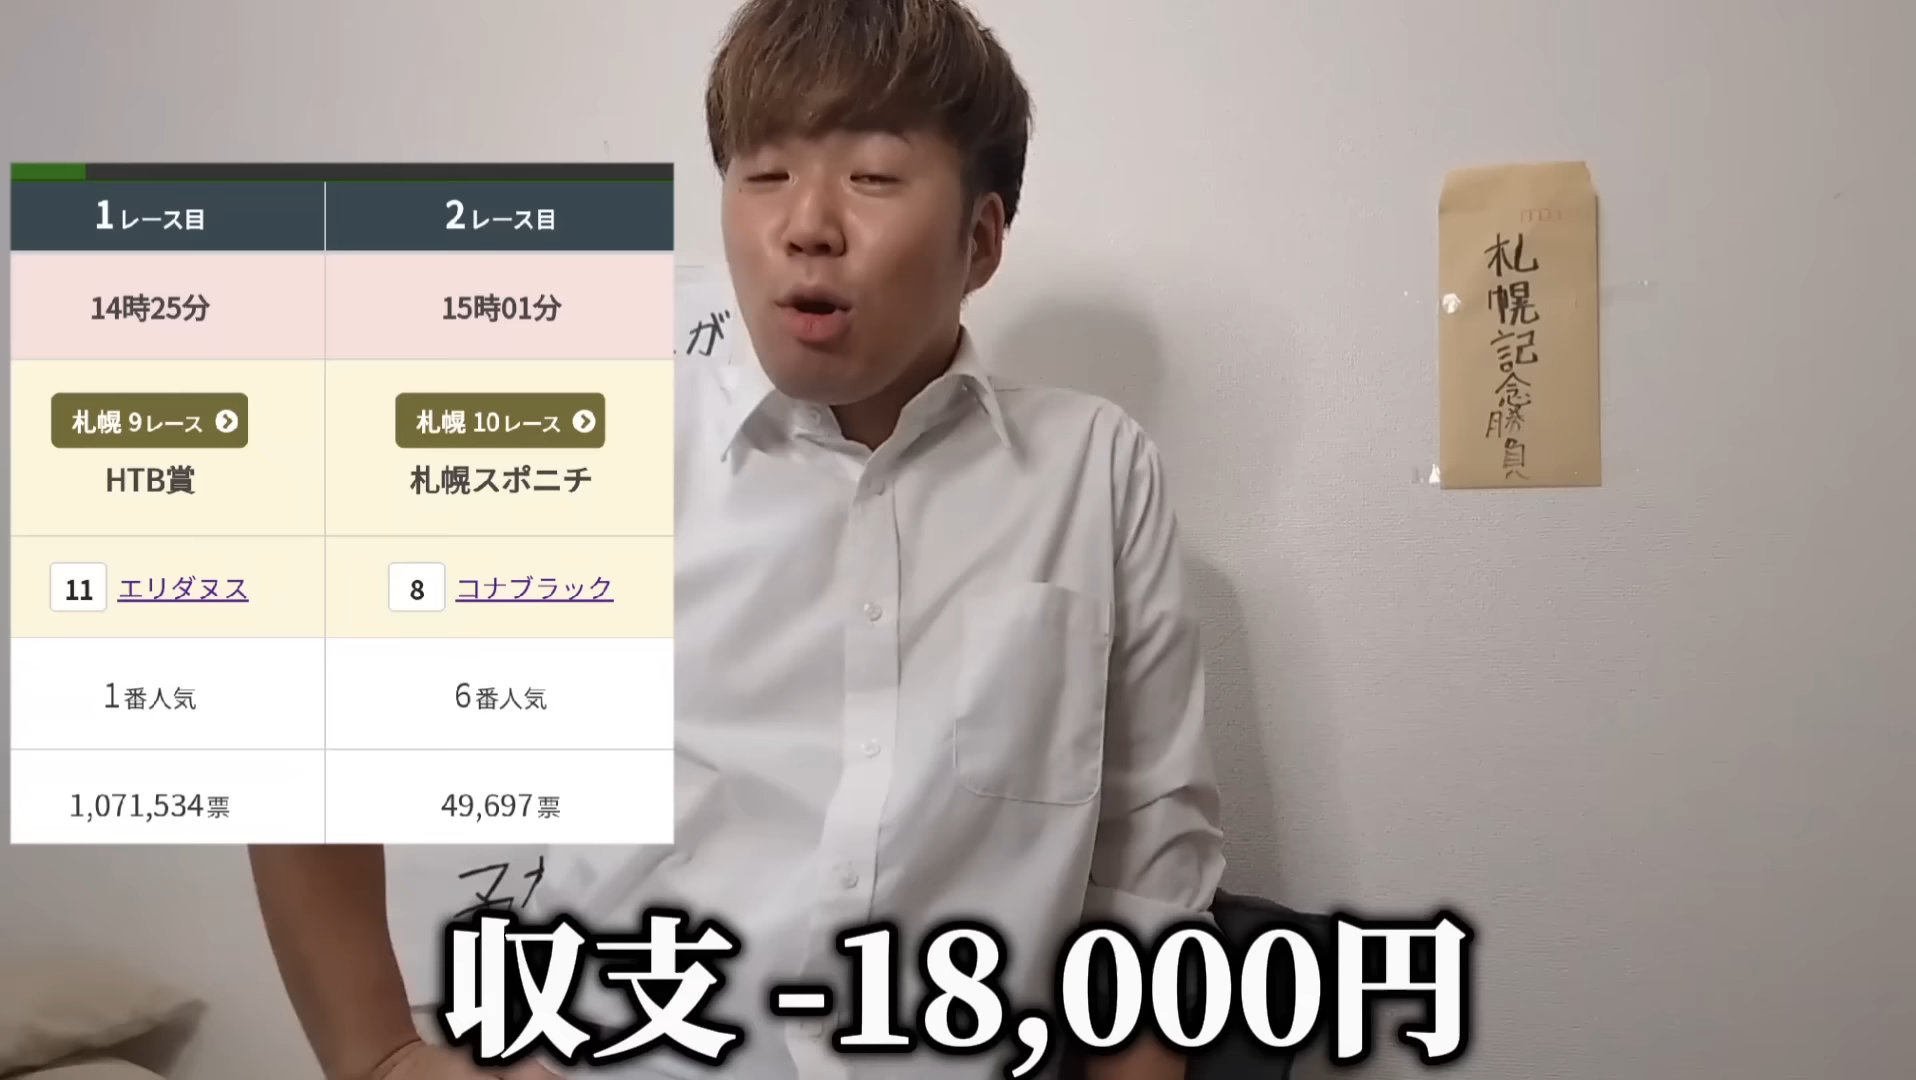 1レース目
2レース目
14時25分
15時01分
札幌 9レース
札幌 10レース
HTB賞
札幌スポニチ
11 エリダヌス
8 コナブラック
1番人気
6番人気
1,071,534票
49,697票
が
札幌記念勝負
収支 -18,000円